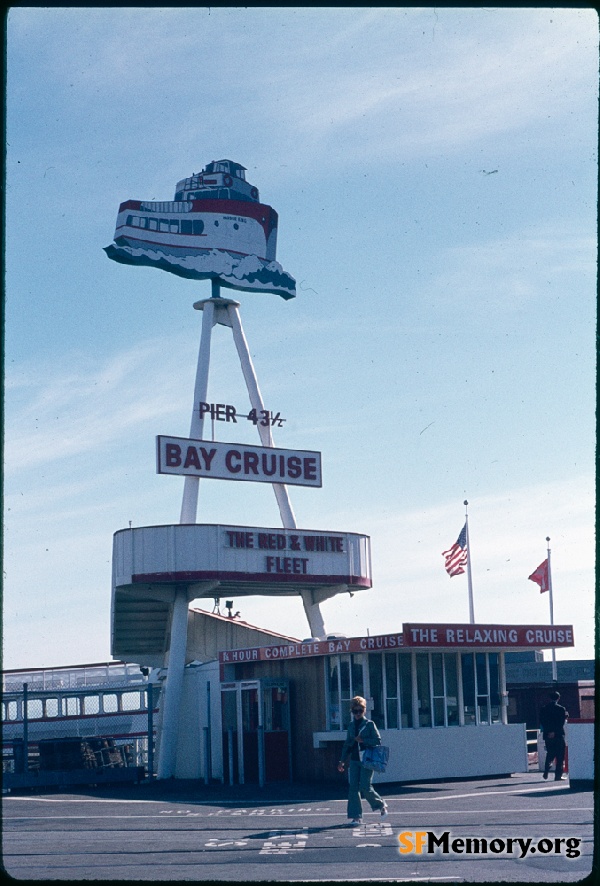 PIER 43½
BAY CRUISE
THE RED & WHITE
FLEET
HOUR COMPLETE BAY CRUISE
THE RELAXING CRUISE
SFMemory.org